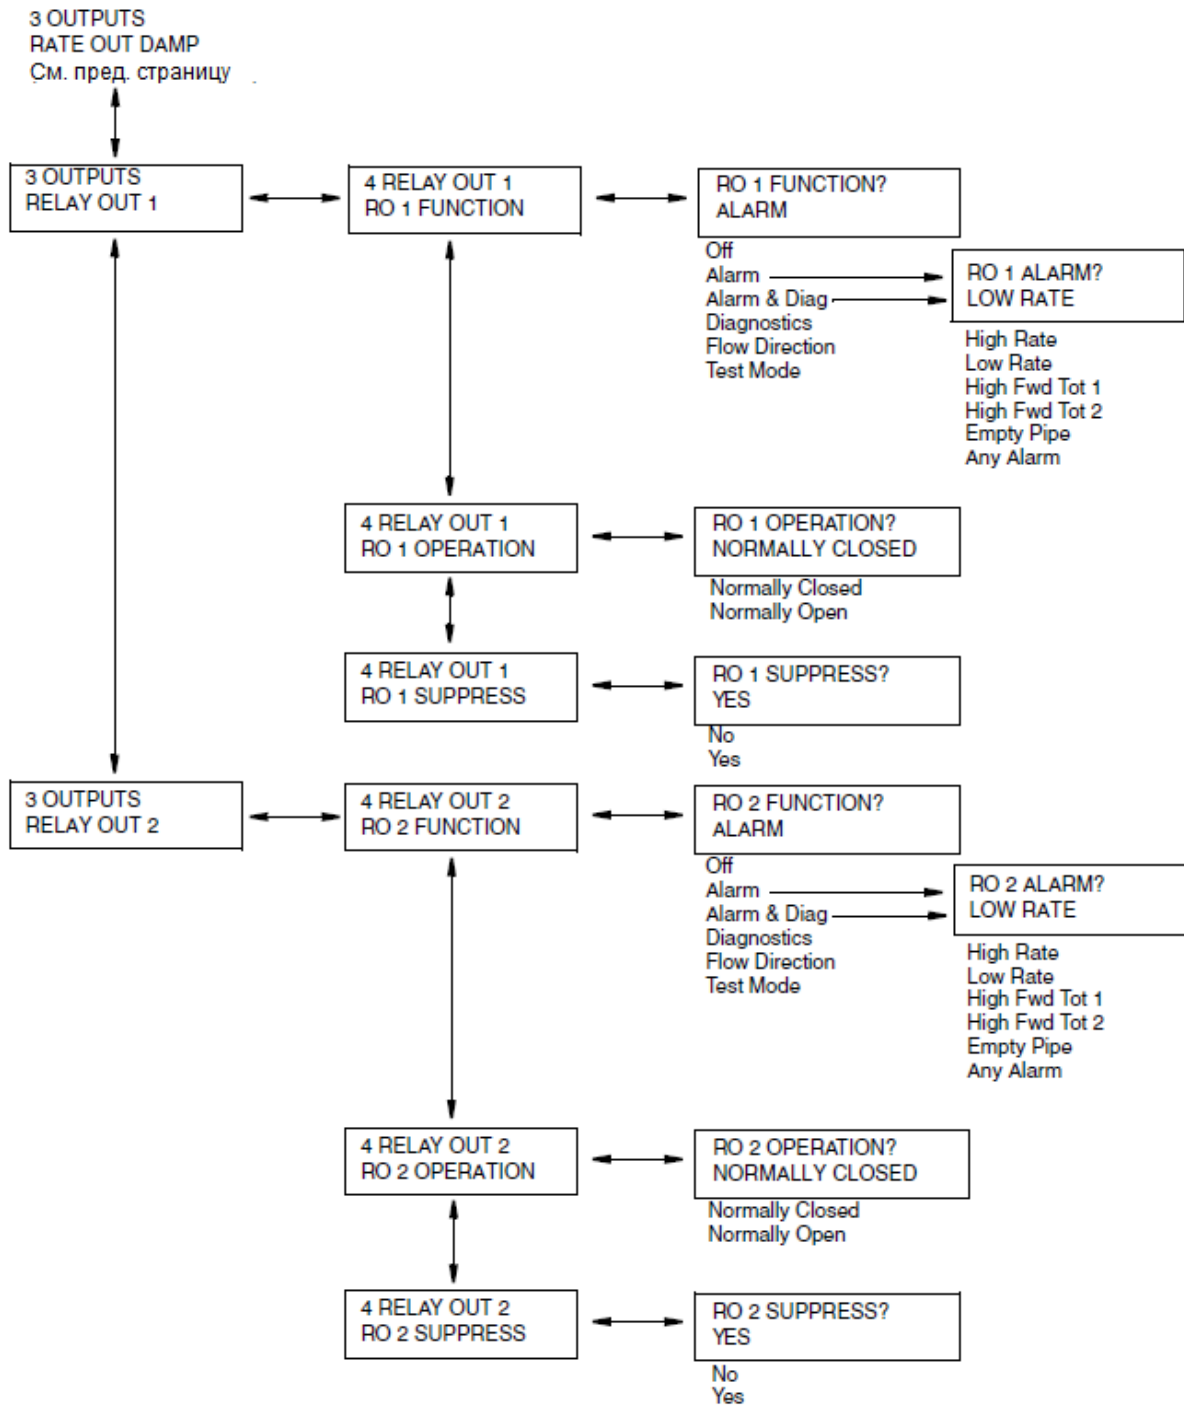 3 OUTPUTS
RATE OUT DAMP
См. пред. страницу
3 OUTPUTS
RELAY OUT 1
4 RELAY OUT 1
RO 1 FUNCTION
RO 1 FUNCTION?
ALARM
Off
Alarm
Alarm & Diag
Diagnostics
Flow Direction
Test Mode
RO 1 ALARM?
LOW RATE
High Rate
Low Rate
High Fwd Tot 1
High Fwd Tot 2
Empty Pipe
Any Alarm
4 RELAY OUT 1
RO 1 OPERATION
RO 1 OPERATION?
NORMALLY CLOSED
Normally Closed
Normally Open
4 RELAY OUT 1
RO 1 SUPPRESS
RO 1 SUPPRESS?
YES
No
Yes
3 OUTPUTS
RELAY OUT 2
4 RELAY OUT 2
RO 2 FUNCTION
RO 2 FUNCTION?
ALARM
Off
Alarm
Alarm & Diag
Diagnostics
Flow Direction
Test Mode
RO 2 ALARM?
LOW RATE
High Rate
Low Rate
High Fwd Tot 1
High Fwd Tot 2
Empty Pipe
Any Alarm
4 RELAY OUT 2
RO 2 OPERATION
RO 2 OPERATION?
NORMALLY CLOSED
Normally Closed
Normally Open
4 RELAY OUT 2
RO 2 SUPPRESS
RO 2 SUPPRESS?
YES
No
Yes